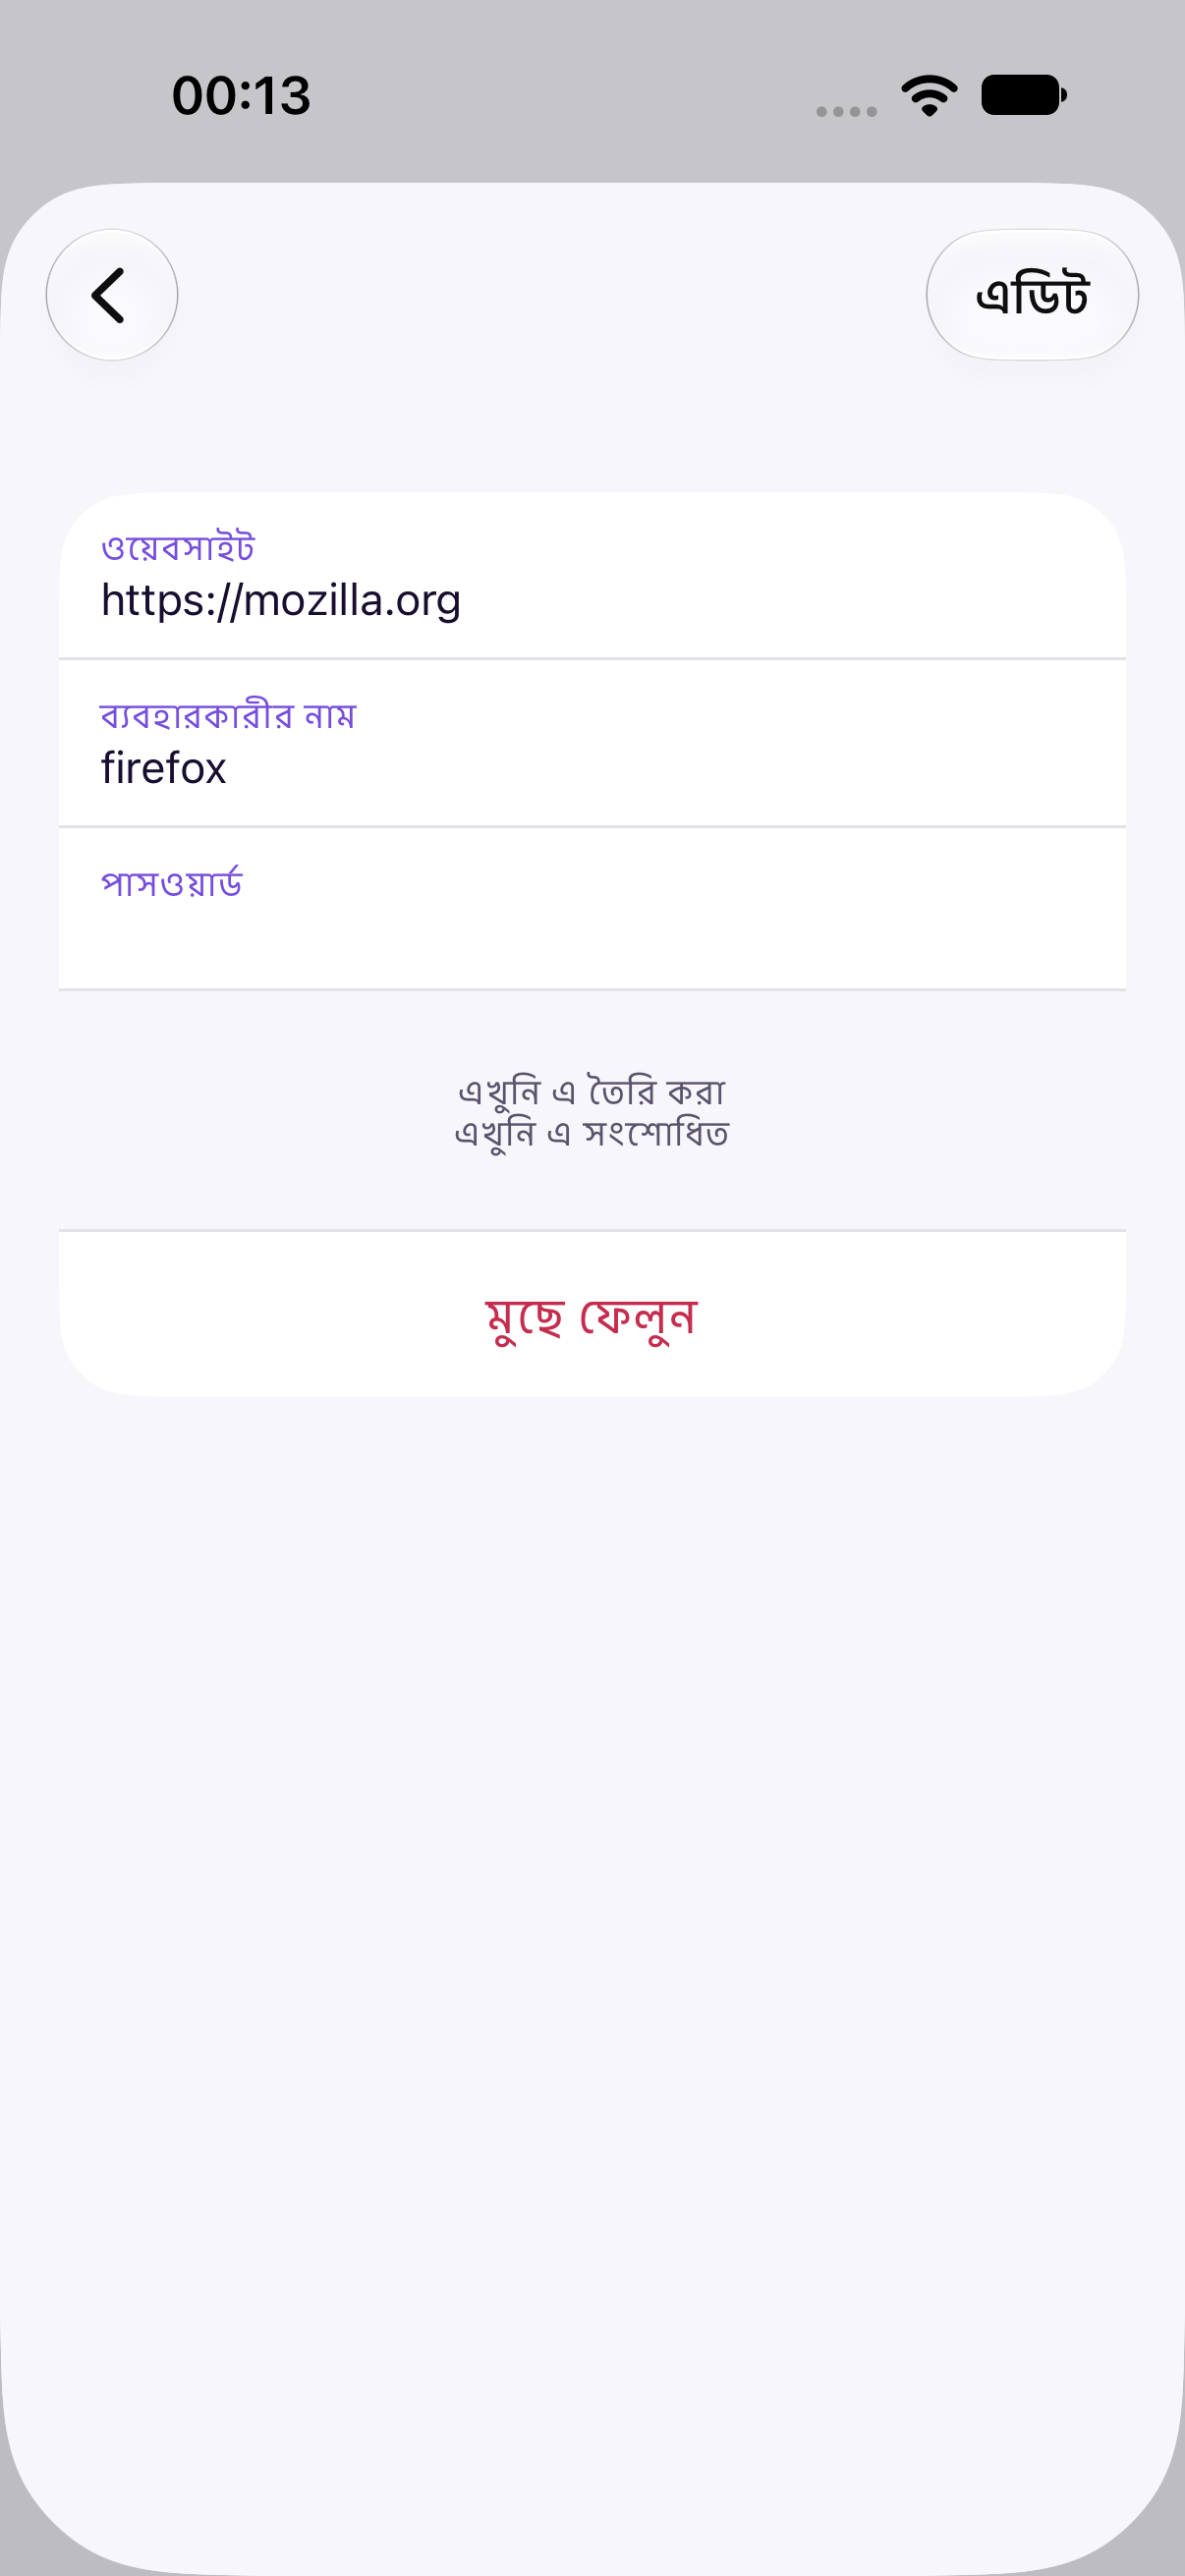 00:13
এডিট
ওয়েবসাইট
https://mozilla.org
ব্যবহারকারীর নাম
firefox
পাসওয়ার্ড
এখুনি এ তৈরি করা
এখুনি এ সংশোধিত
মুছে ফেলুন